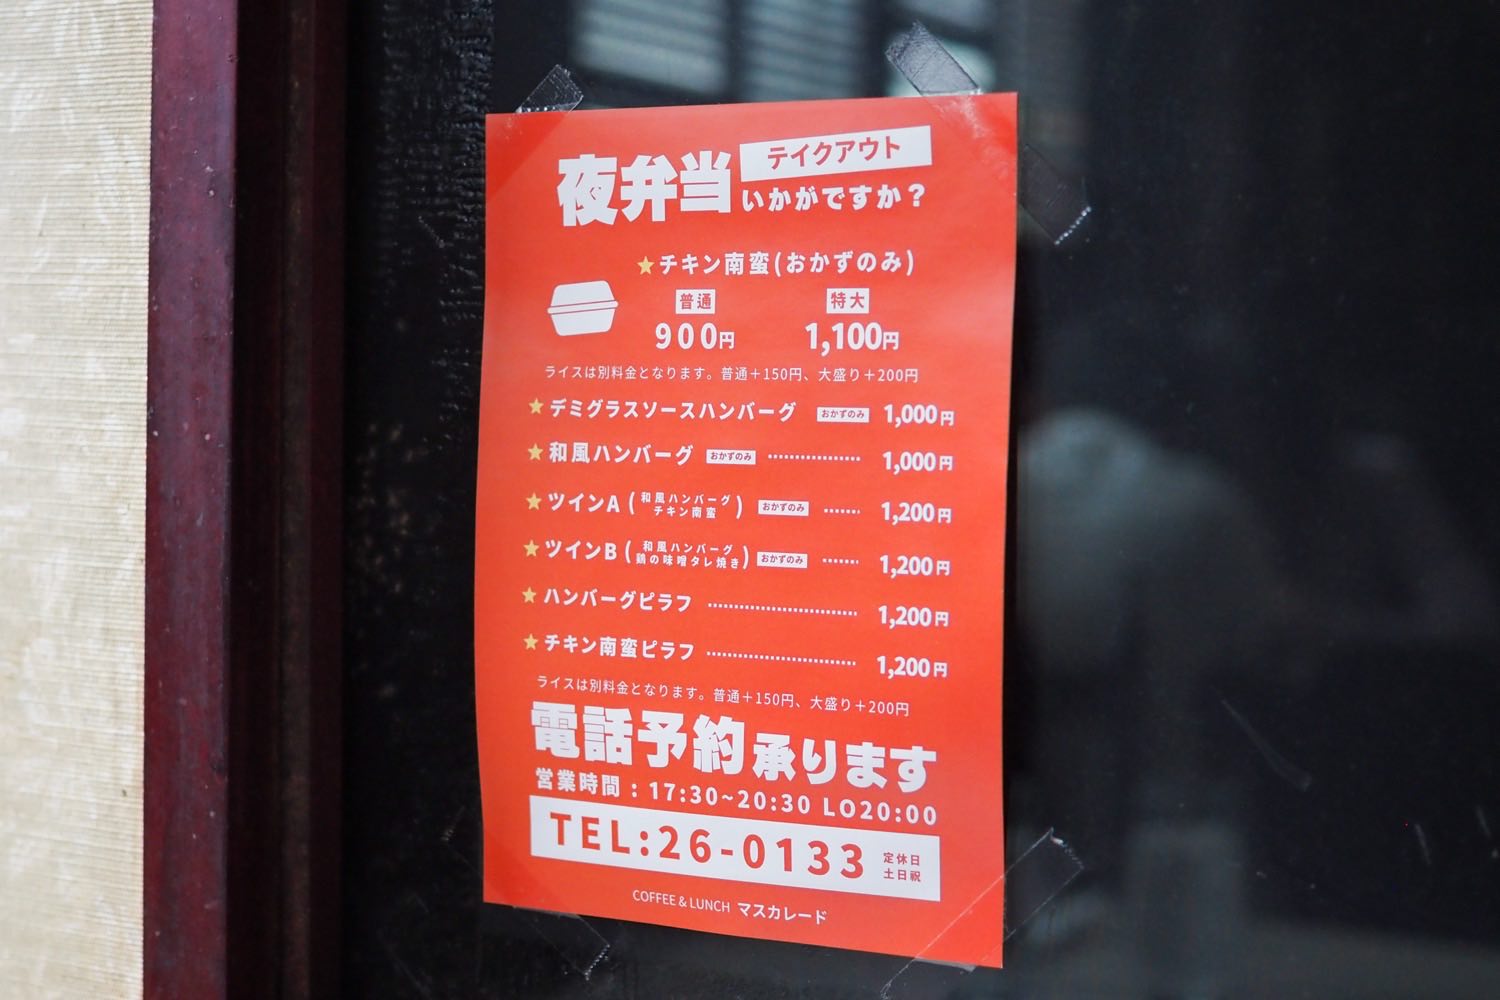 夜弁当 テイクアウト
いかがですか？
★チキン南蛮(おかずのみ)
普通 特大
900円 1,100円
ライスは別料金となります。普通＋150円、大盛り＋200円
★デミグラスソースハンバーグ おかずのみ 1,000円
★和風ハンバーグ おかずのみ ……… 1,000円
★ツインA(和風ハンバーグ チキン南蛮) おかずのみ …… 1,200円
★ツインB(和風ハンバーグ 鶏の味噌タレ焼き) おかずのみ …… 1,200円
★ハンバーグピラフ ……… 1,200円
★チキン南蛮ピラフ ……… 1,200円
ライスは別料金となります。普通＋150円、大盛り＋200円
電話予約承ります
営業時間：17:30~20:30 LO20:00
TEL:26-0133 定休日
土日祝
COFFEE & LUNCH マスカレード